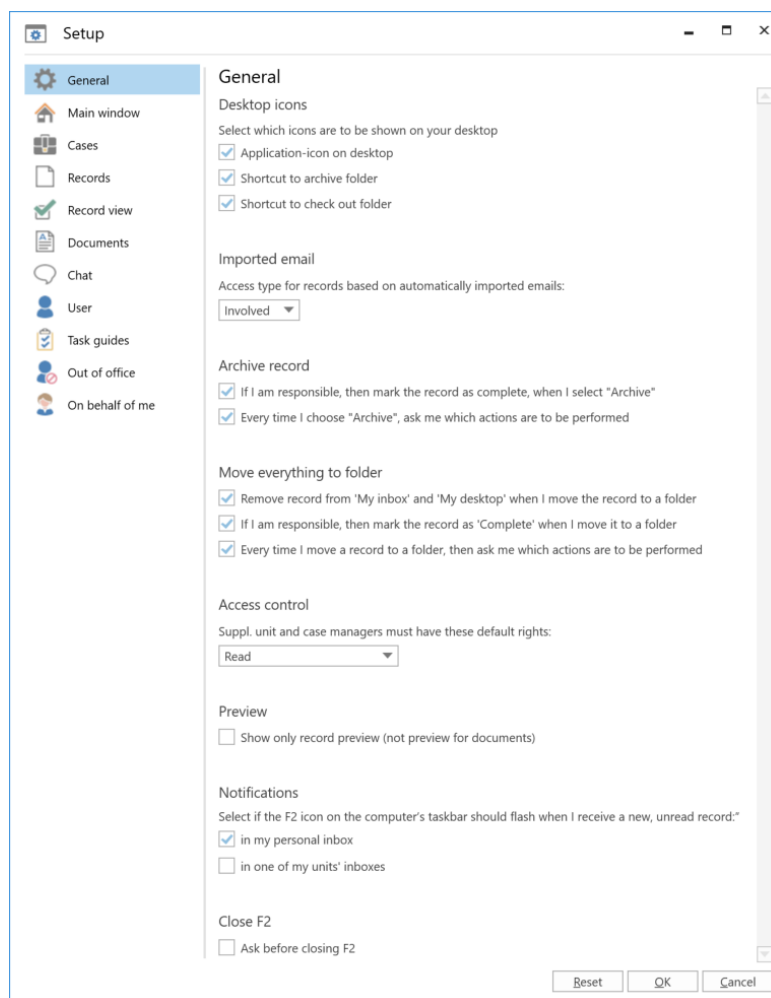 Setup
General
Main window
Cases
Records
Record view
Documents
Chat
User
Task guides
Out of office
On behalf of me
General
Desktop icons
Select which icons are to be shown on your desktop
Application-icon on desktop
Shortcut to archive folder
Shortcut to check out folder
Imported email
Access type for records based on automatically imported emails:
Involved
Archive record
If I am responsible, then mark the record as complete, when I select "Archive"
Every time I choose "Archive", ask me which actions are to be performed
Move everything to folder
Remove record from 'My inbox' and 'My desktop' when I move the record to a folder
If I am responsible, then mark the record as 'Complete' when I move it to a folder
Every time I move a record to a folder, then ask me which actions are to be performed
Access control
Suppl. unit and case managers must have these default rights:
Read
Preview
Show only record preview (not preview for documents)
Notifications
Select if the F2 icon on the computer's taskbar should flash when I receive a new, unread record:"
in my personal inbox
in one of my units' inboxes
Close F2
Ask before closing F2
Reset OK Cancel